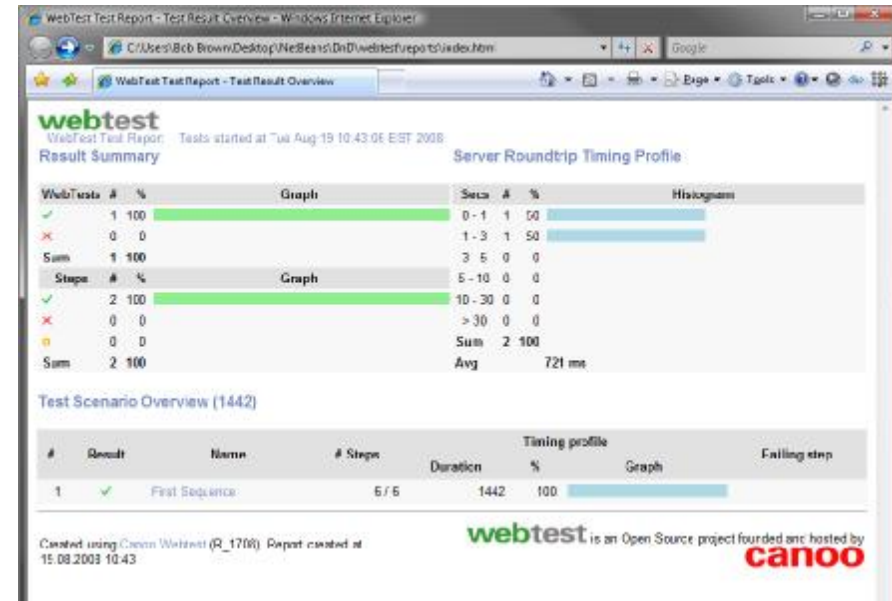 WebTest Test Report - Test Result Overview - Windows Internet Explorer
C:\Users\Bob Brown\Desktop\NetBeans\DnD\webtest\reports\index.htm
Google
WebTest Test Report - Test Result Overview
Page Tools
webtest
WebTest Test Report Tests started at Tue Aug 19 10:43:06 EST 2008
Result Summary
Server Roundtrip Timing Profile
WebTests # % Graph
1 100
0 0
Sum 1 100
Steps # % Graph
2 100
0 0
0 0
Sum 2 100
Secs # % Histogram
0 - 1 1 50
1 - 3 1 50
3 5 0 0
5 - 10 0 0
10 - 30 0 0
> 30 0 0
Sum 2 100
Avg 721 ms
Test Scenario Overview (1442)
# Result Name # Steps Timing profile Failing step
Duration % Graph
1 First Sequence 6 / 6 1442 100
Created using Canoo Webtest (R_1708). Report created at
19.08.2008 10:43
webtest is an Open Source project founded and hosted by
canoo